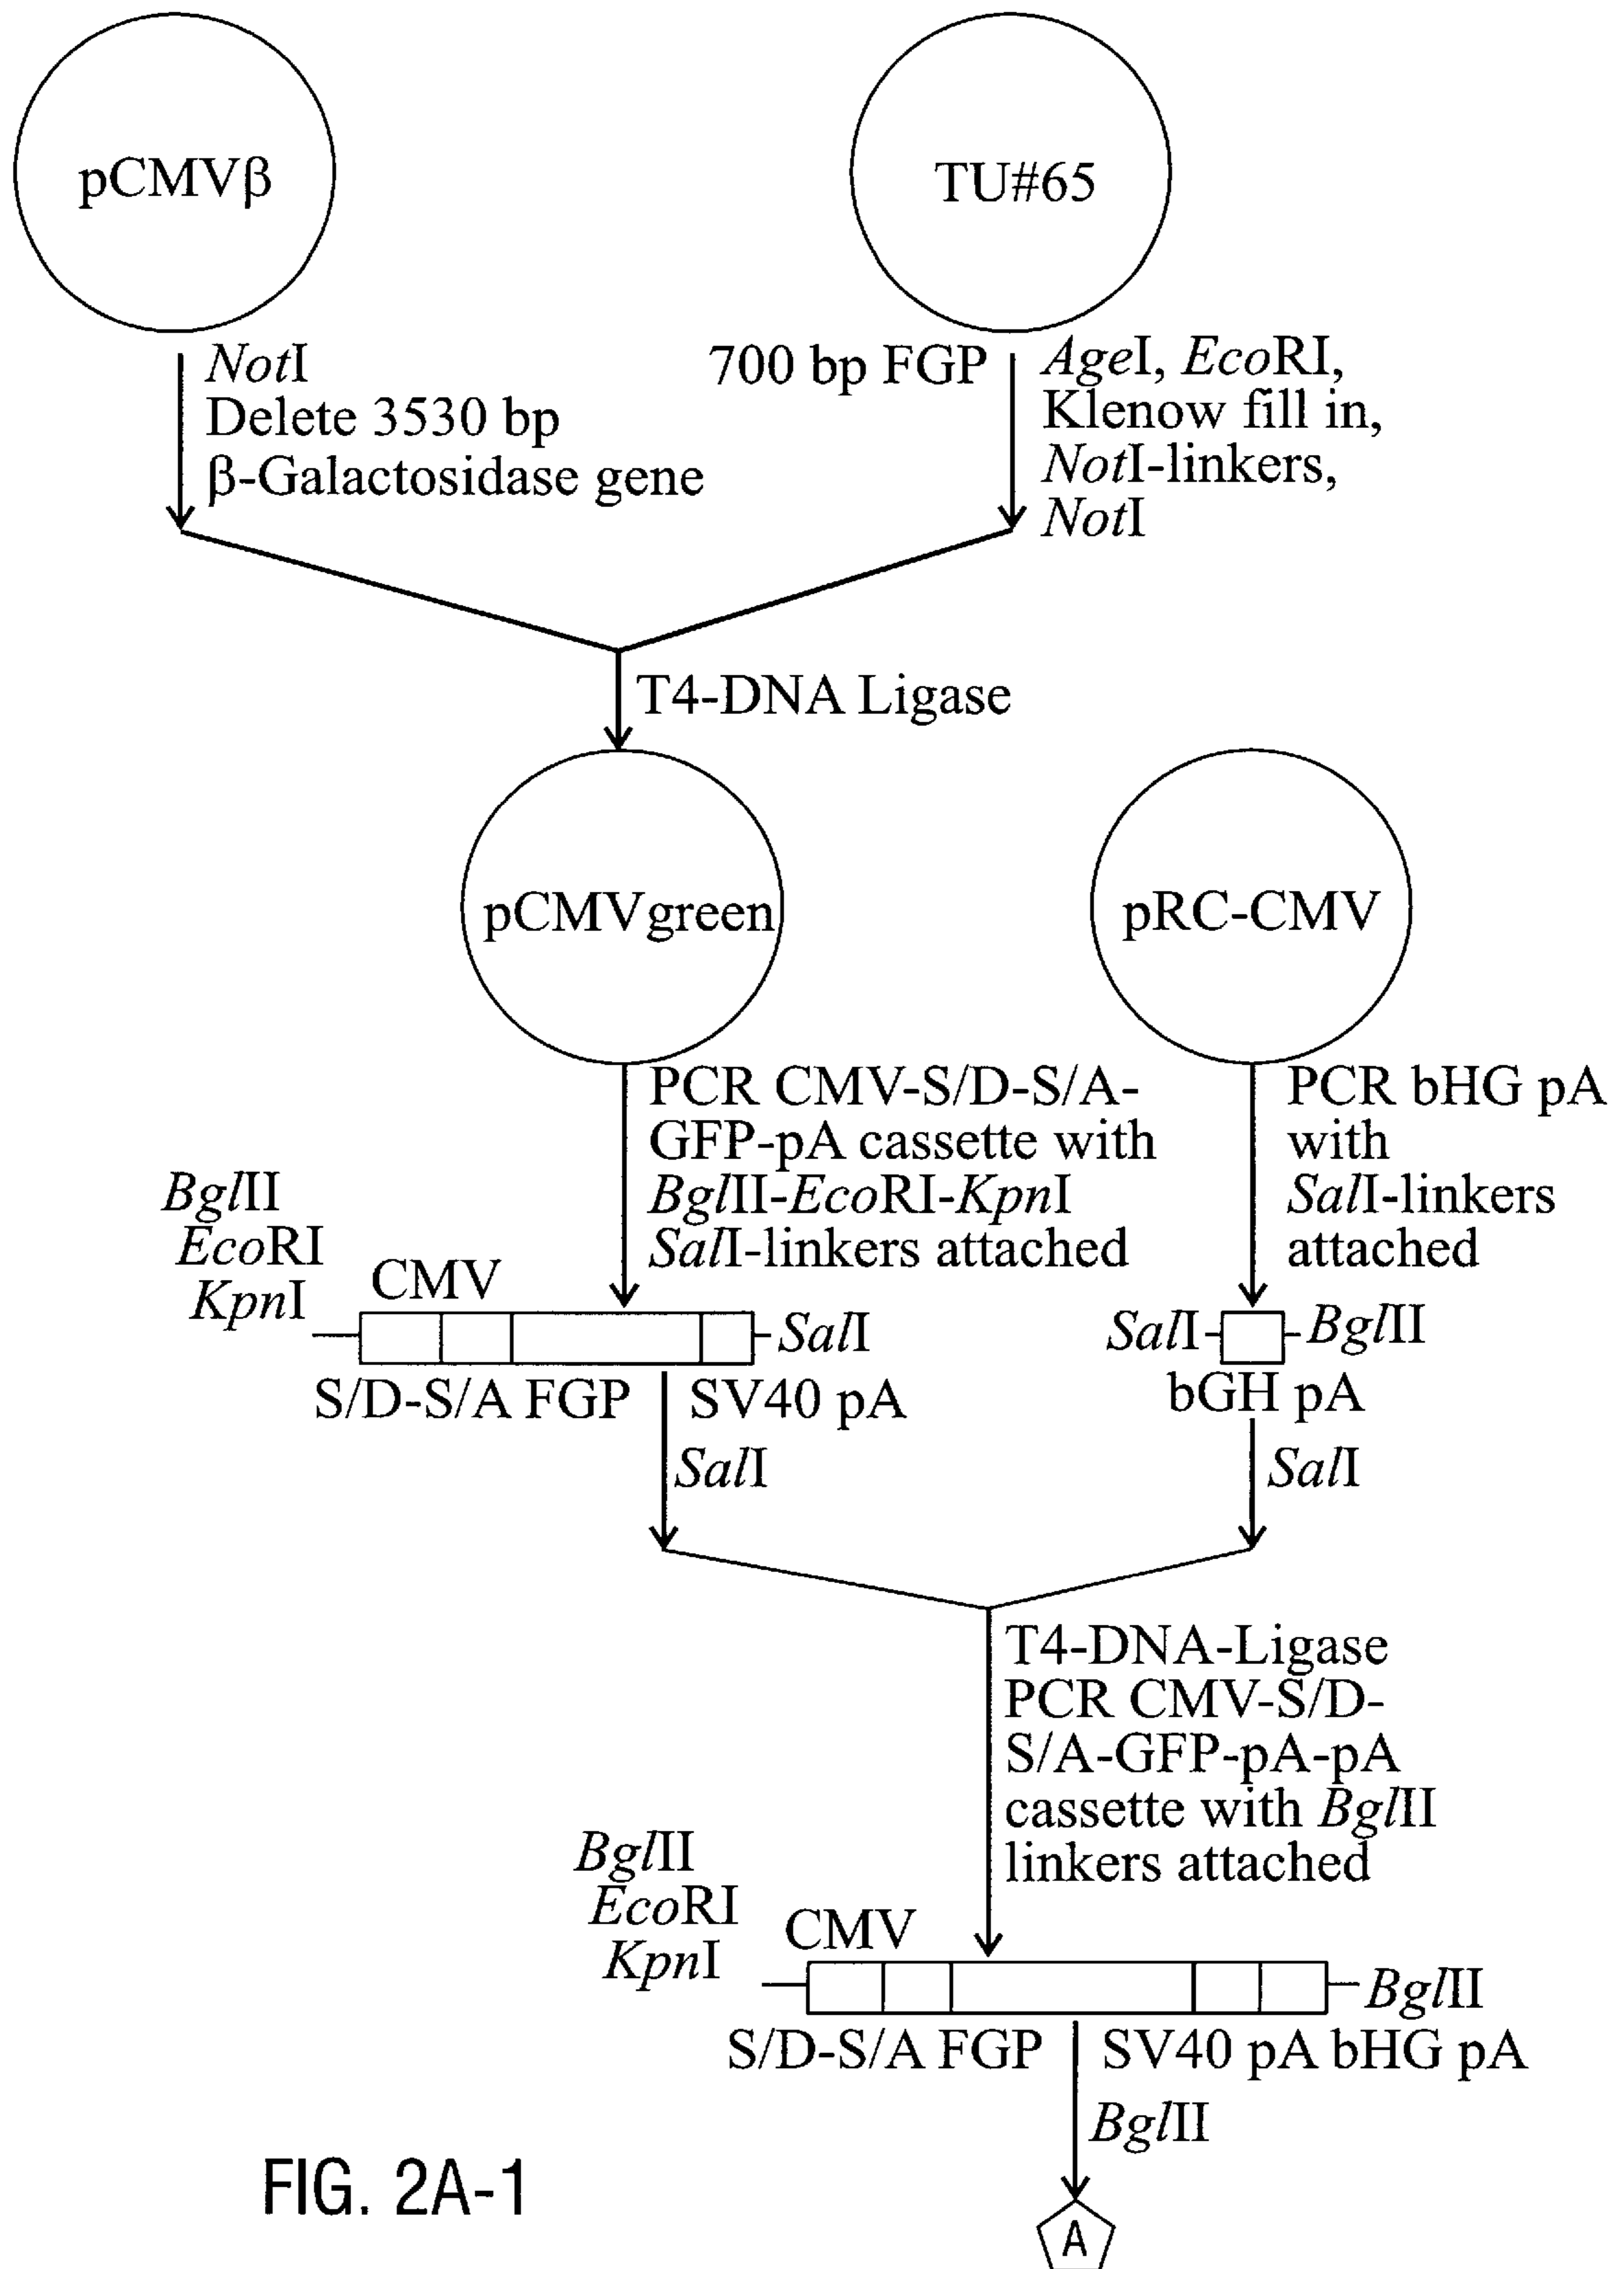 pCMVβ
TU#65
NotI
Delete 3530 bp
β-Galactosidase gene
700 bp FGP
AgeI, EcoRI,
Klenow fill in,
NotI-linkers,
NotI
T4-DNA Ligase
pCMVgreen
pRC-CMV
PCR CMV-S/D-S/A-
GFP-pA cassette with
BglII-EcoRI-KpnI
SalI-linkers attached
PCR bHG pA
with
SalI-linkers
attached
BglII
EcoRI
KpnI
CMV
SalI
S/D-S/A FGP
SV40 pA
SalI
BglII
bGH pA
SalI
SalI
T4-DNA-Ligase
PCR CMV-S/D-
S/A-GFP-pA-pA
cassette with BglII
linkers attached
BglII
EcoRI
KpnI
CMV
BglII
S/D-S/A FGP
SV40 pA bHG pA
BglII
A
FIG. 2A-1